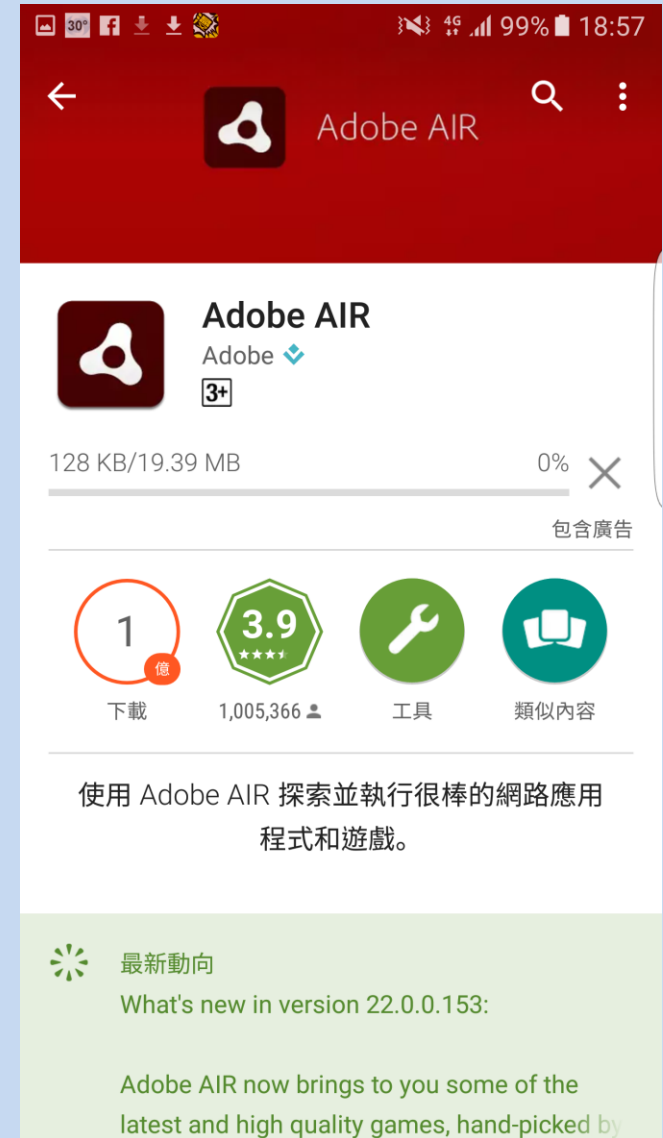 30° 4G 99% 18:57
Adobe AIR
Adobe AIR
Adobe
3+
128 KB/19.39 MB 0%
包含廣告
1 億 3.9
下載 1,005,366 工具 類似內容
使用 Adobe AIR 探索並執行很棒的網路應用
程式和遊戲。
最新動向
What's new in version 22.0.0.153:
Adobe AIR now brings to you some of the
latest and high quality games, hand-picked by